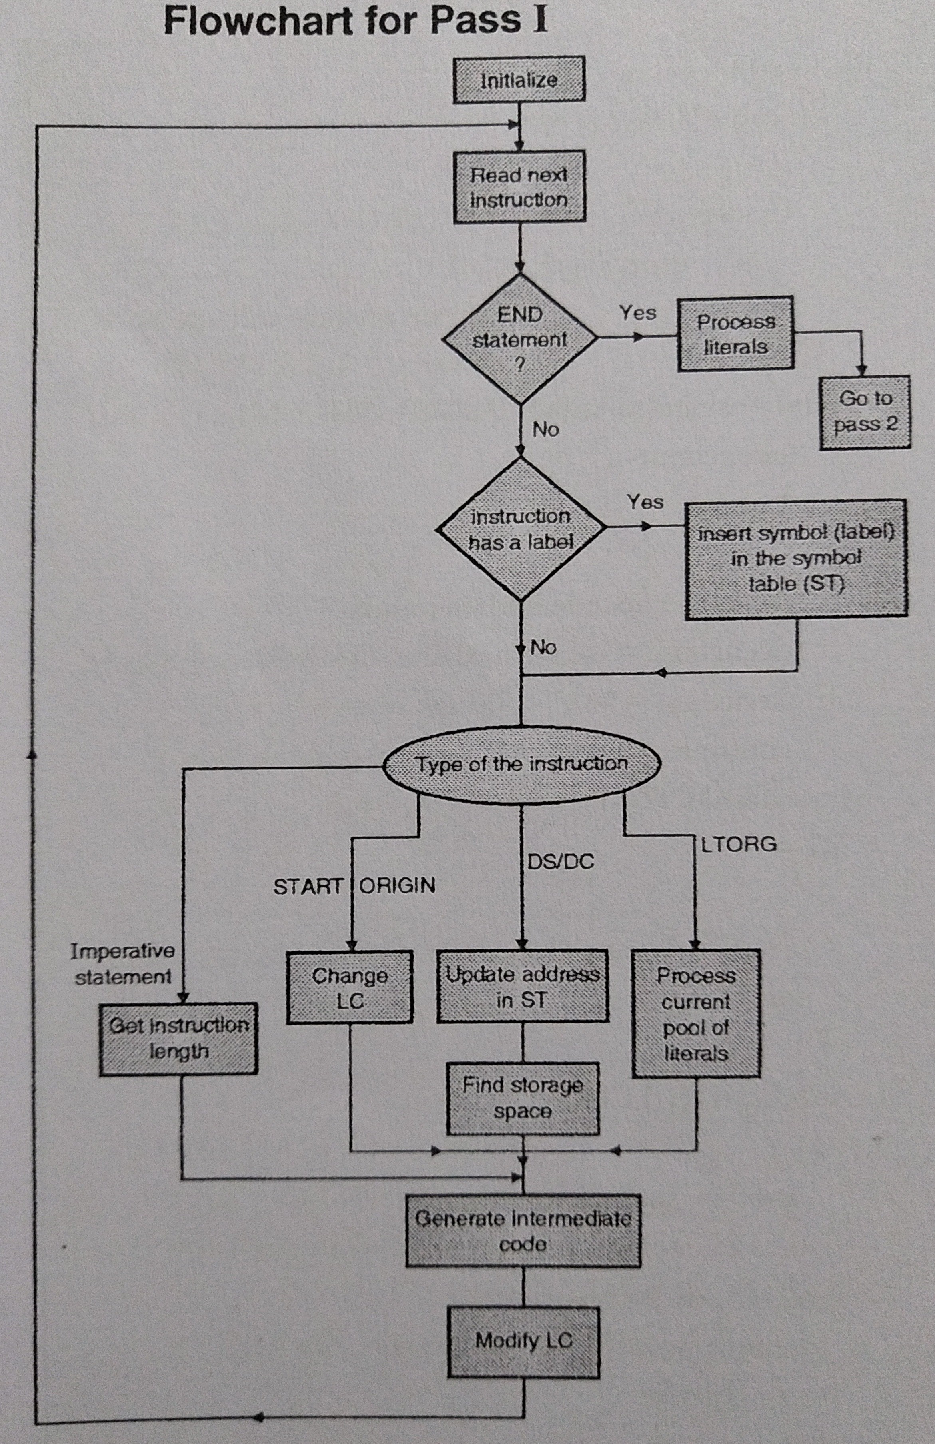 Flowchart for Pass I
Initialize
Read next
instruction
END
statement
?
Yes
Process
literals
Go to
pass 2
No
instruction
has a label
Yes
insert symbol (label)
in the symbol
table (ST)
No
Type of the instruction
Imperative
statement
START ORIGIN
DS/DC
LTORG
Get instruction
length
Change
LC
Update address
in ST
Process
current
pool of
literals
Find storage
space
Generate intermediate
code
Modify LC